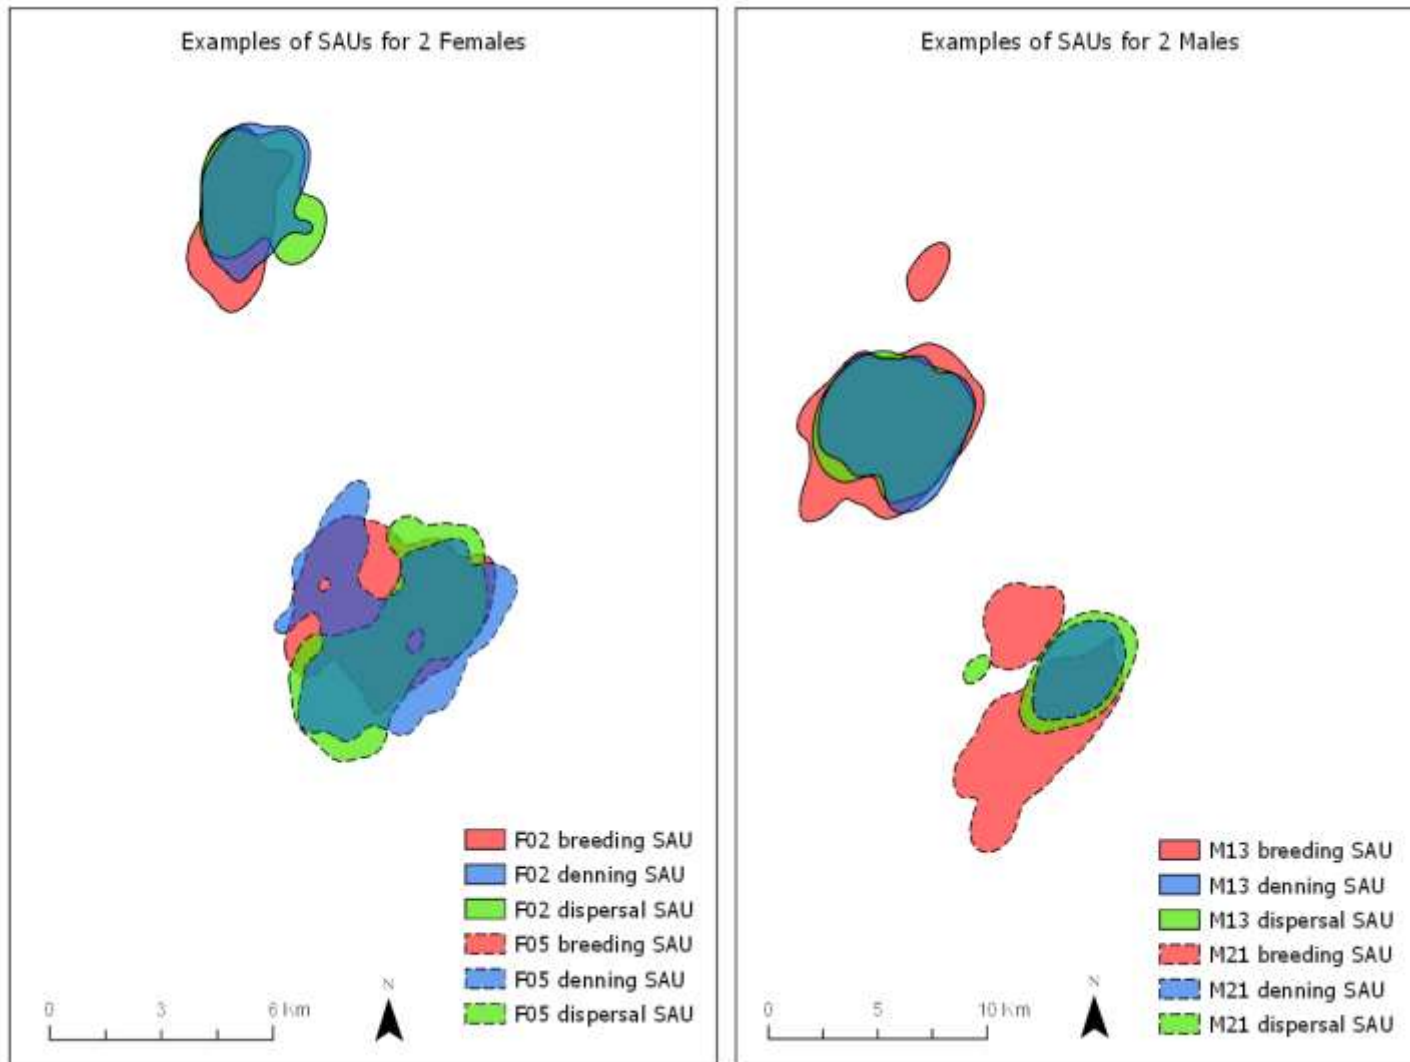 Examples of SAUs for 2 Females
F02 breeding SAU
F02 denning SAU
F02 dispersal SAU
F05 breeding SAU
F05 denning SAU
F05 dispersal SAU
N
0 3 6 Km
Examples of SAUs for 2 Males
M13 breeding SAU
M13 denning SAU
M13 dispersal SAU
M21 breeding SAU
M21 denning SAU
M21 dispersal SAU
N
0 5 10 Km